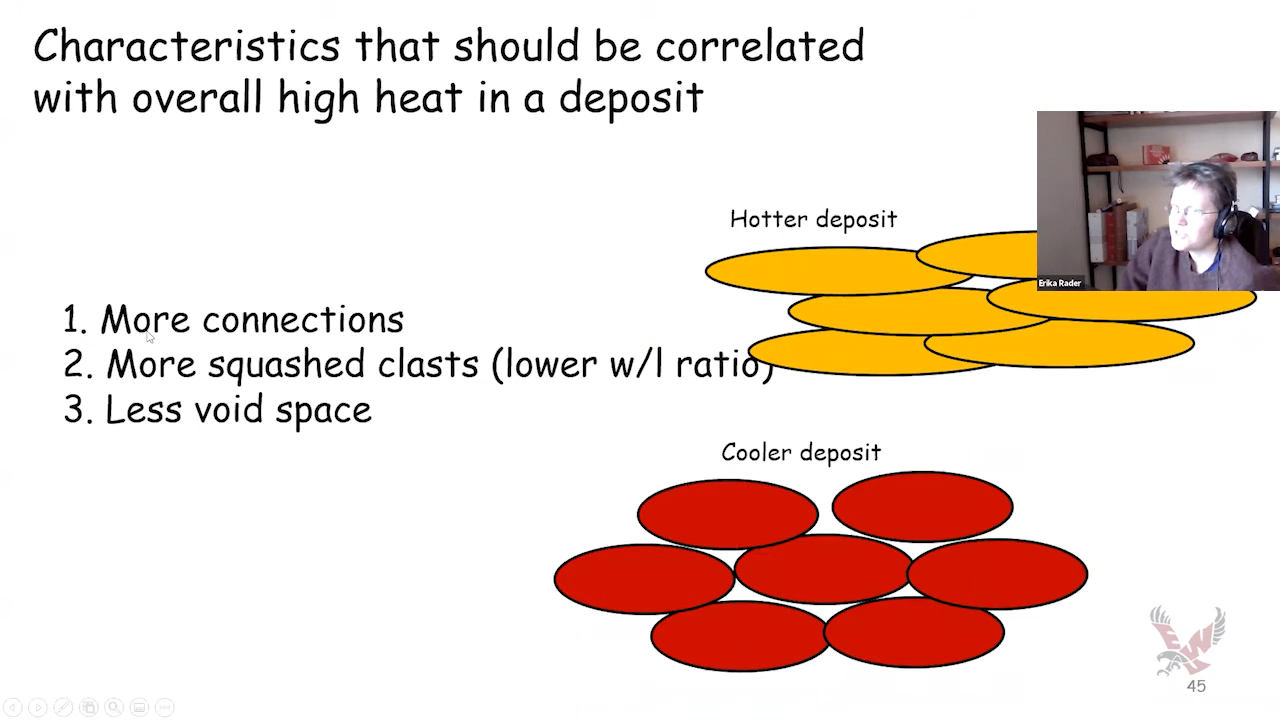 Characteristics that should be correlated
with overall high heat in a deposit
Hotter deposit
Erika Rader
1. More connections
2. More squashed clasts (lower w/l ratio)
3. Less void space
Cooler deposit
EWU
45